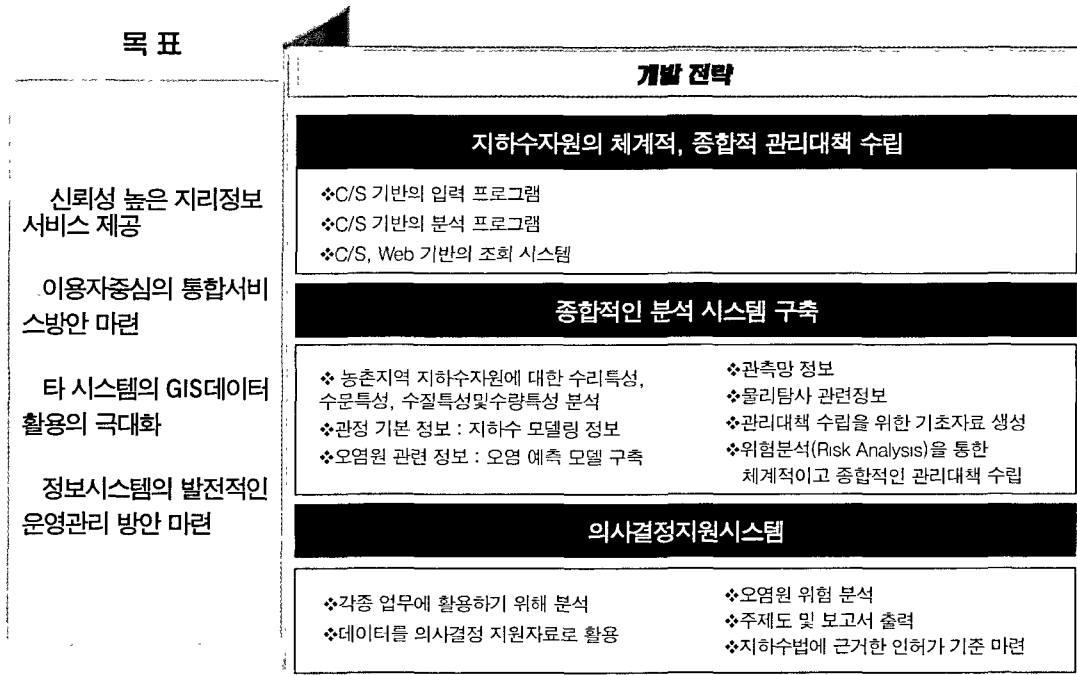 목 표
신뢰성 높은 지리정보
서비스 제공
이용자중심의 통합서비
스방안 마련
타 시스템의 GIS데이터
활용의 극대화
정보시스템의 발전적인
운영관리 방안 마련
개발 전략
지하수자원의 체계적, 종합적 관리대책 수립
❖C/S 기반의 입력 프로그램
❖C/S 기반의 분석 프로그램
❖C/S, Web 기반의 조회 시스템
종합적인 분석 시스템 구축
❖ 농촌지역 지하수자원에 대한 수리특성,
수문특성, 수질특성및수량특성 분석
❖관정 기본 정보 : 지하수 모델링 정보
❖오염원 관련 정보 : 오염 예측 모델 구축
❖관측망 정보
❖물리탐사 관련정보
❖관리대책 수립을 위한 기초자료 생성
❖위험분석(Risk Analysis)을 통한
체계적이고 종합적인 관리대책 수립
의사결정지원시스템
❖각종 업무에 활용하기 위해 분석
❖데이터를 의사결정 지원자료로 활용
❖오염원 위험 분석
❖주제도 및 보고서 출력
❖지하수법에 근거한 인허가 기준 마련